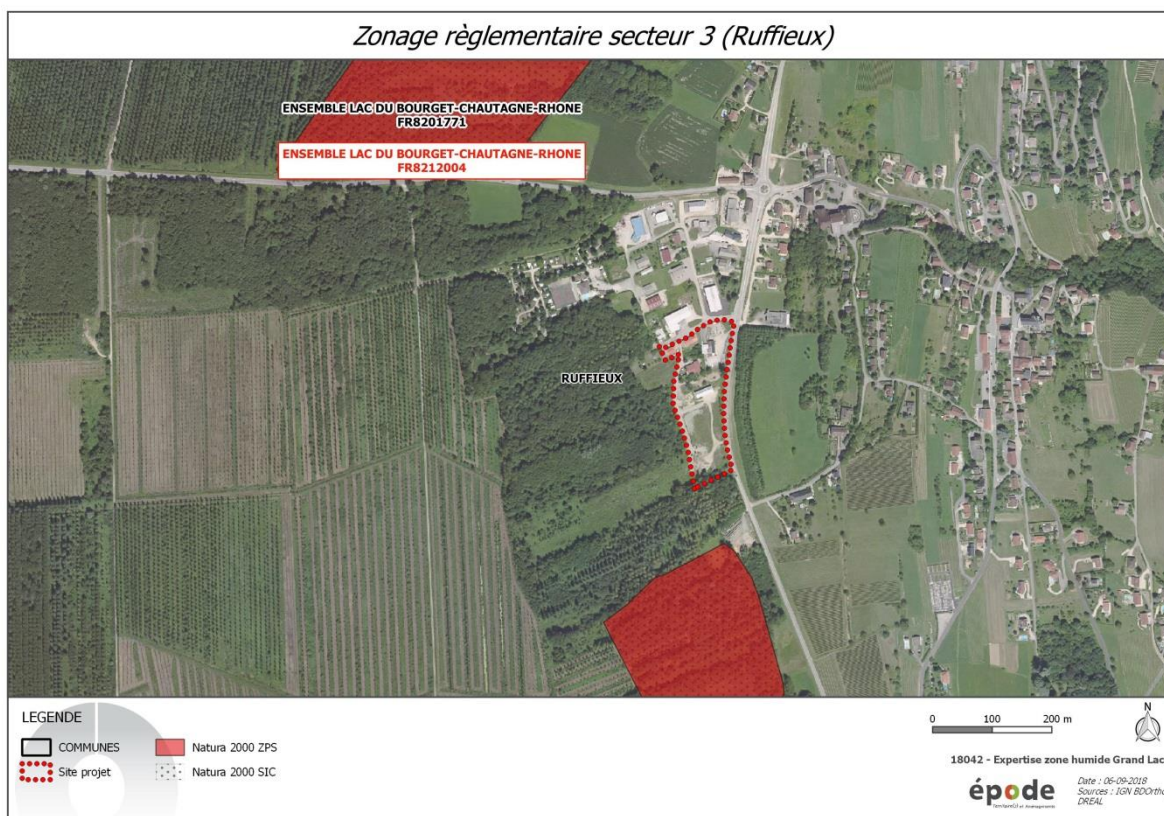 Zonage règlementaire secteur 3 (Ruffieux)
ENSEMBLE LAC DU BOURGET-CHAUTAGNE-RHONE
FR8201771
ENSEMBLE LAC DU BOURGET-CHAUTAGNE-RHONE
FR8212004
RUFFIEUX
LEGENDE
COMMUNES
Natura 2000 ZPS
Site projet
Natura 2000 SIC
0 100 200 m
N
18042 - Expertise zone humide Grand Lac
épode
Date : 06-09-2018
Sources : IGN BDOrtho
DREAL